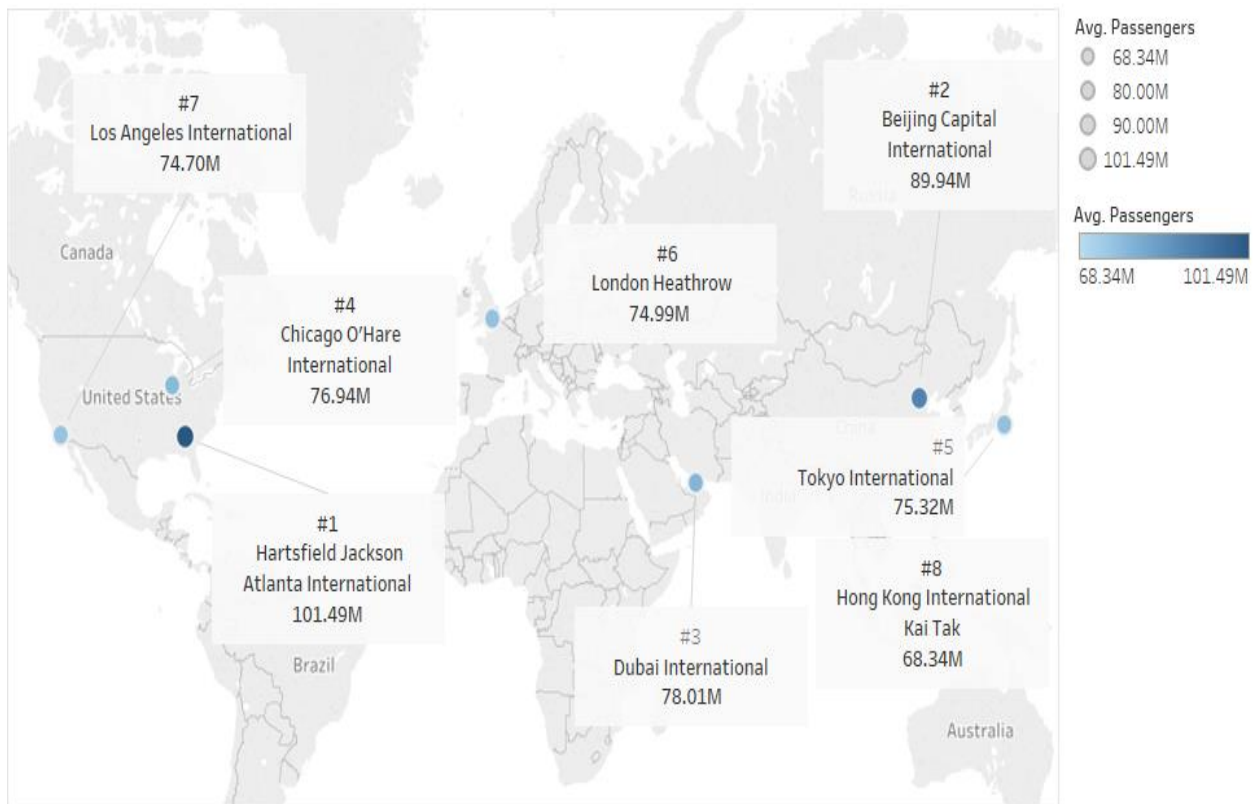 #7
Los Angeles International
74.70M
#2
Beijing Capital
International
89.94M
Russia
Canada
#6
London Heathrow
74.99M
#4
Chicago O’Hare
International
76.94M
United States
China
#5
Tokyo International
75.32M
India
#1
Hartsfield Jackson
Atlanta International
101.49M
#8
Hong Kong International
Kai Tak
68.34M
#3
Dubai International
78.01M
Brazil
Australia
Avg. Passengers
68.34M
80.00M
90.00M
101.49M
Avg. Passengers
68.34M 101.49M